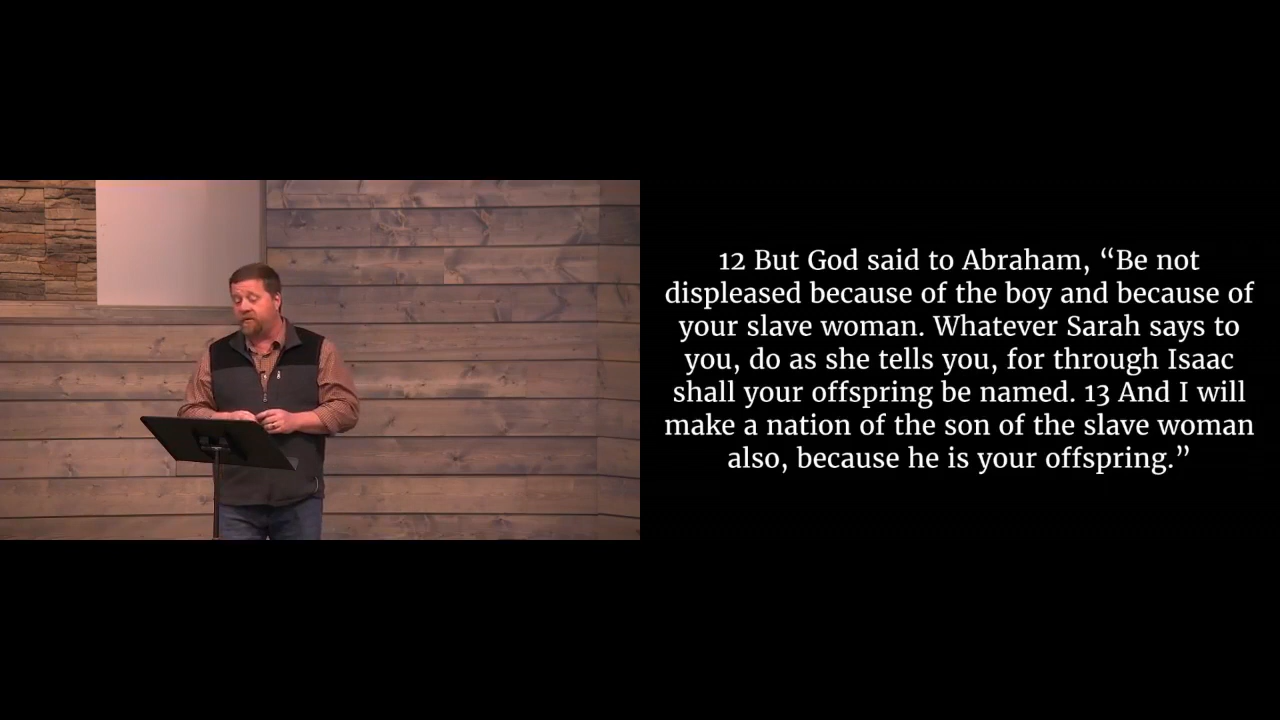 12 But God said to Abraham, “Be not
displeased because of the boy and because of
your slave woman. Whatever Sarah says to
you, do as she tells you, for through Isaac
shall your offspring be named. 13 And I will
make a nation of the son of the slave woman
also, because he is your offspring.”